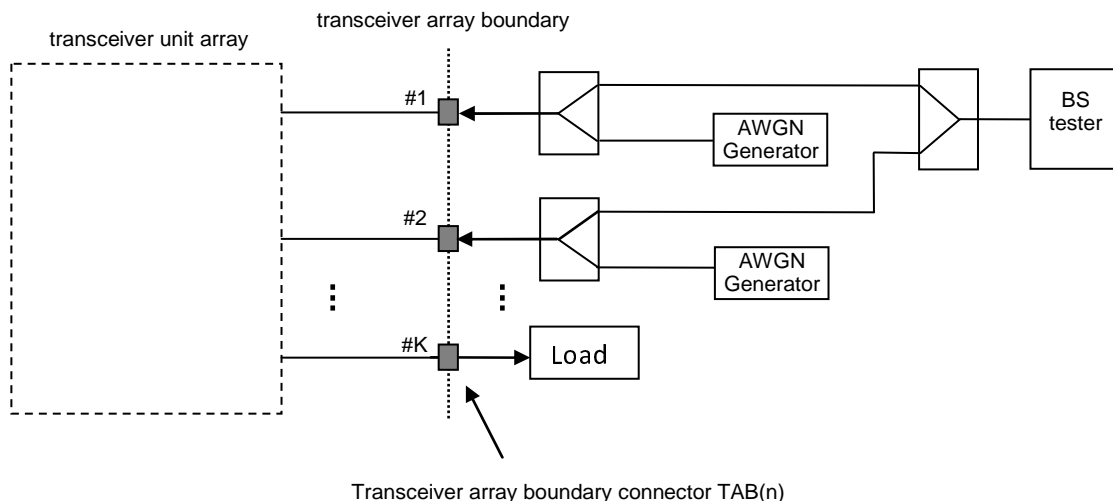 transceiver array boundary
transceiver unit array
#1
BS
tester
AWGN
Generator
#2
AWGN
Generator
#K
Load
Transceiver array boundary connector TAB(n)